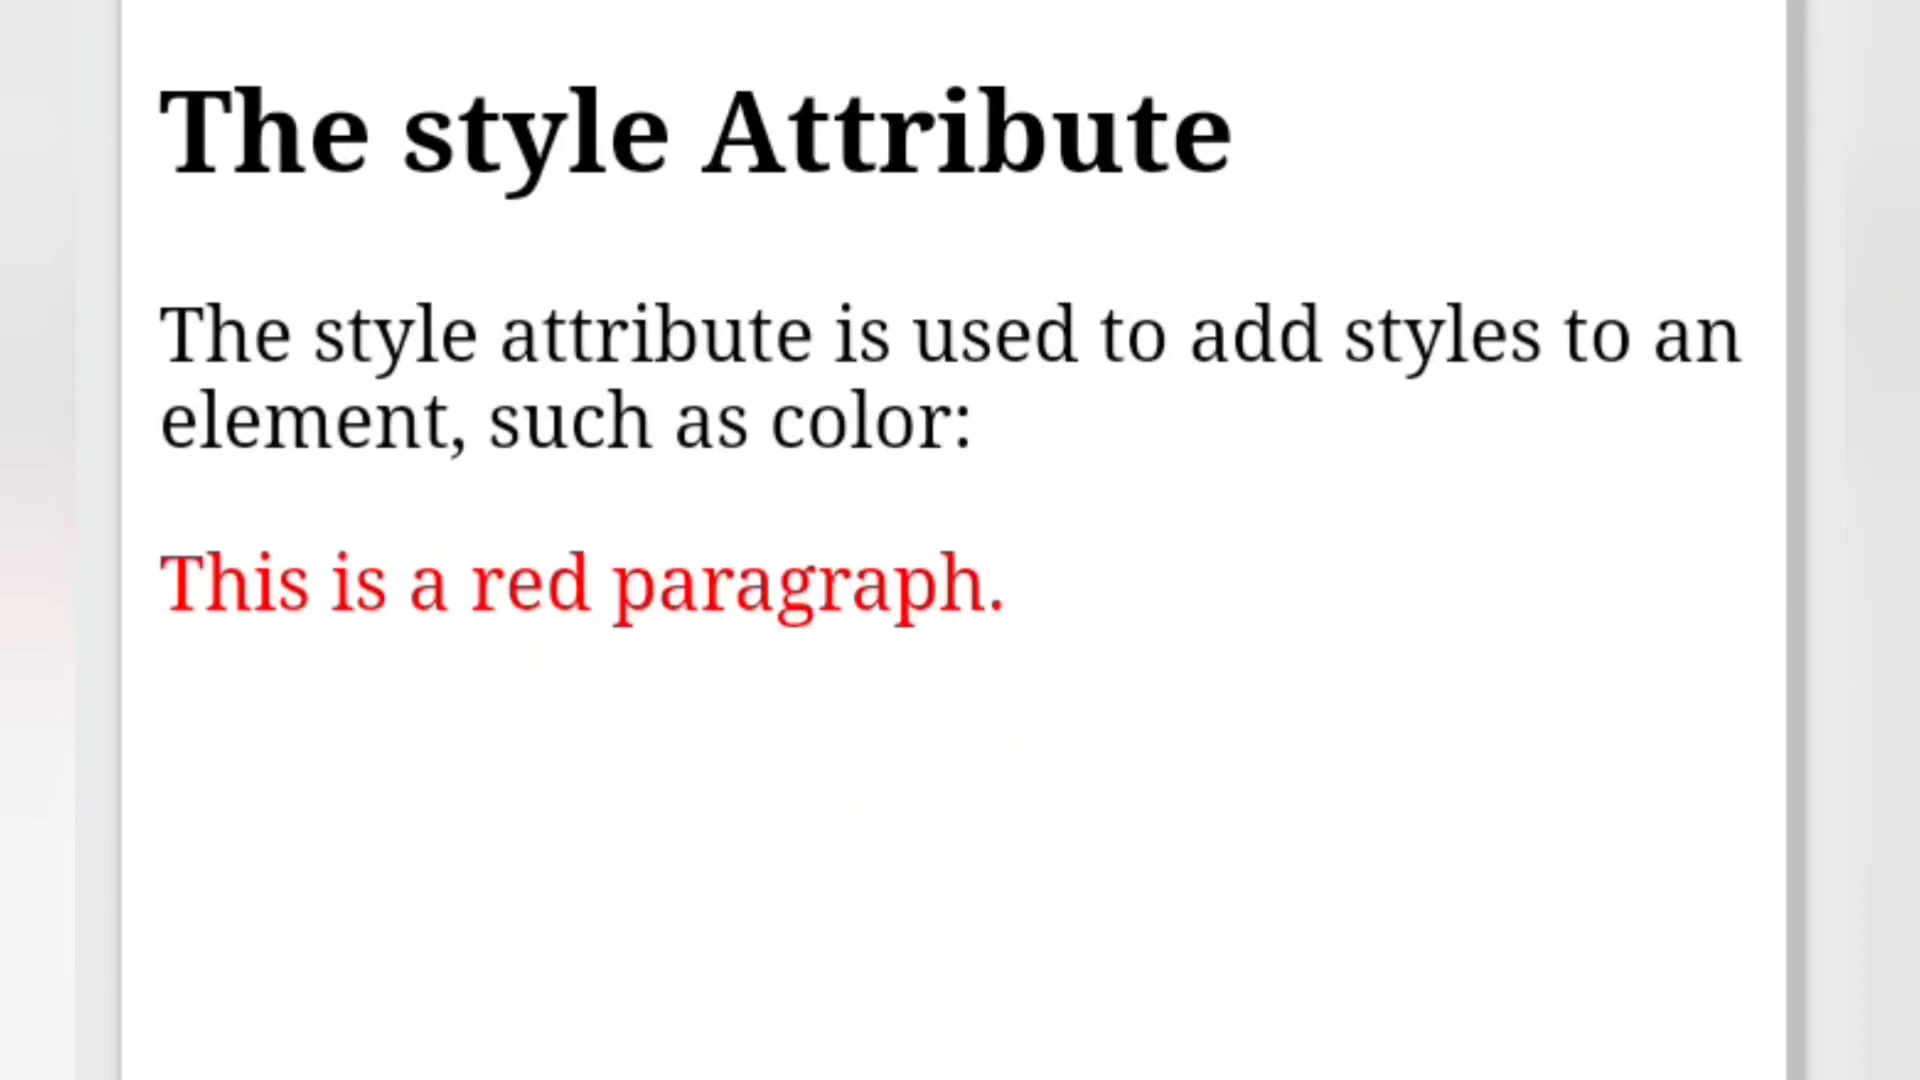 The style Attribute
The style attribute is used to add styles to an
element, such as color:
This is a red paragraph.